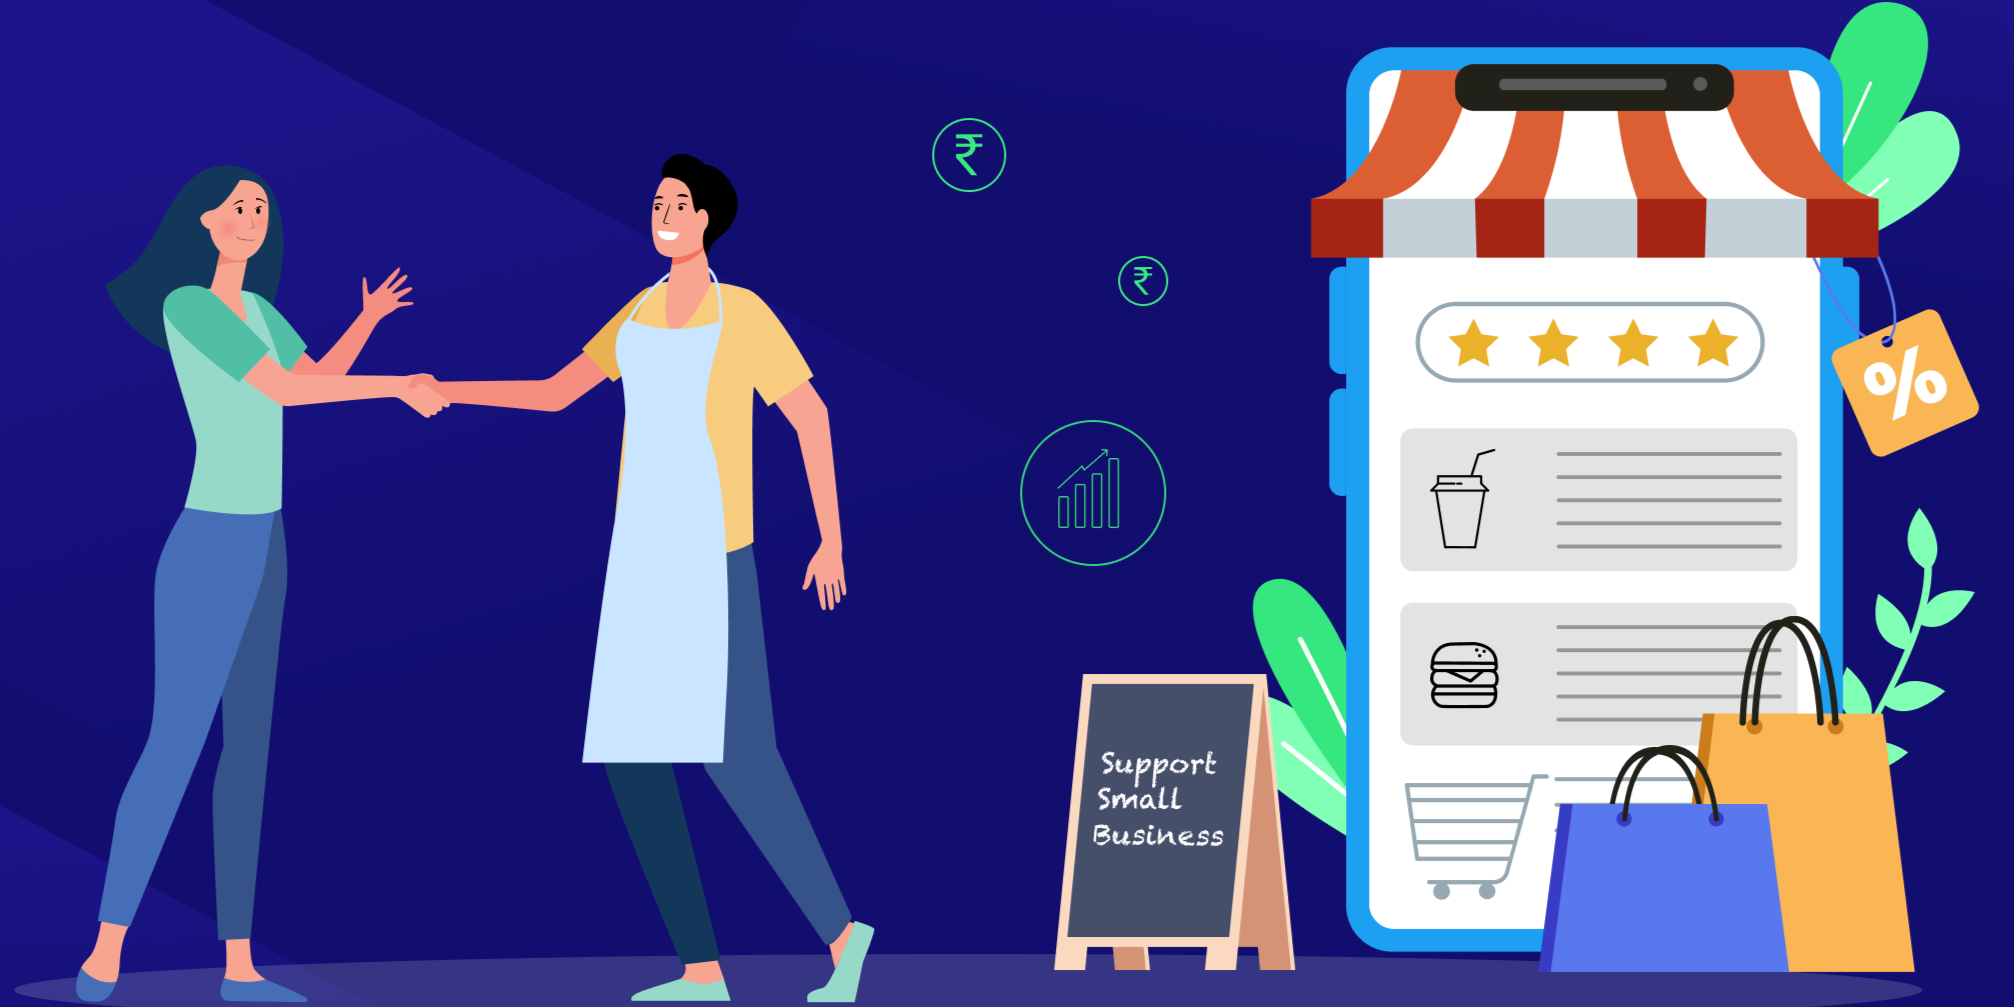 ₹
₹
%
Support
Small
Business